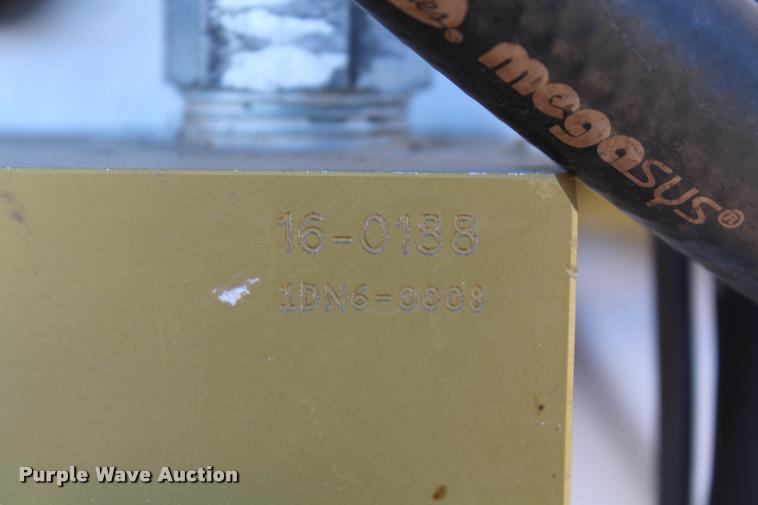 megasys®
16-0188
1DN6-0008
Purple Wave Auction